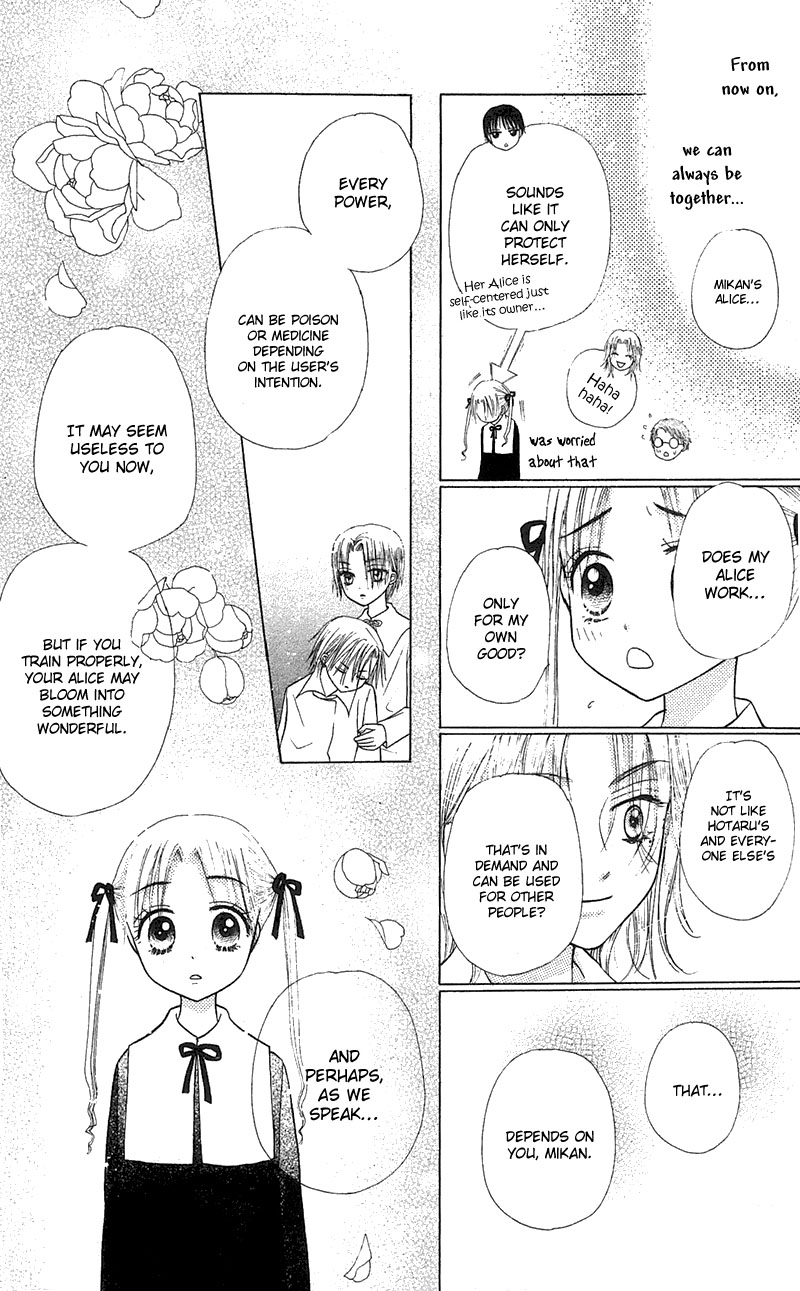 From
now on,
we can
always be
together...
MIKAN'S
ALICE...
SOUNDS
LIKE IT
CAN ONLY
PROTECT
HERSELF.
Her Alice is
self-centered just
like its owner...
Haha
haha!
was worried
about that
DOES MY
ALICE
WORK...
ONLY
FOR MY
OWN
GOOD?
IT'S
NOT LIKE
HOTARU'S
AND EVERY-
ONE ELSE'S
THAT'S IN
DEMAND AND
CAN BE USED
FOR OTHER
PEOPLE?
THAT...
DEPENDS ON
YOU, MIKAN.
EVERY
POWER,
CAN BE POISON
OR MEDICINE
DEPENDING
ON THE USER'S
INTENTION.
IT MAY SEEM
USELESS TO
YOU NOW,
BUT IF YOU
TRAIN PROPERLY,
YOUR ALICE MAY
BLOOM INTO
SOMETHING
WONDERFUL.
AND
PERHAPS,
AS WE
SPEAK...